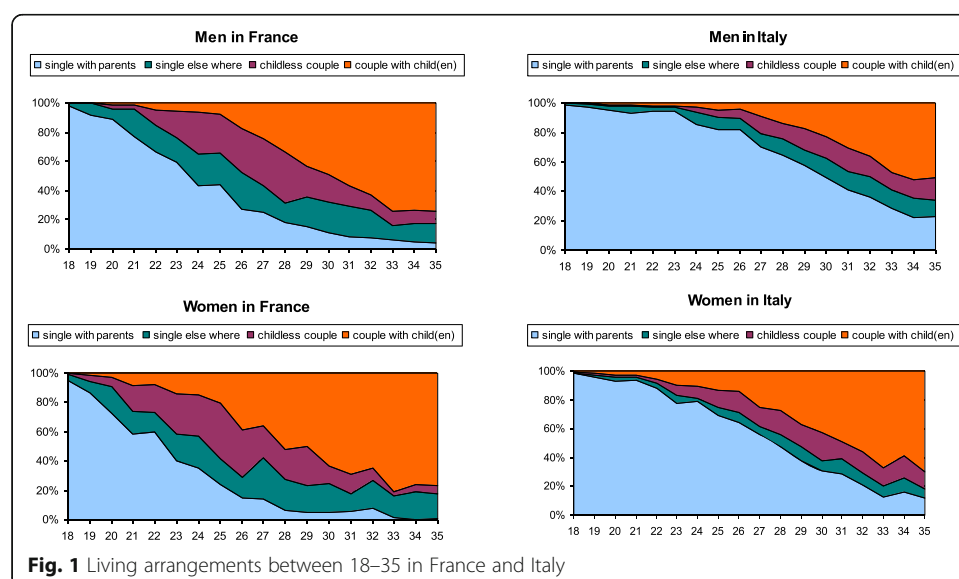 Men in France
single with parents single else where childless couple couple with child(en)
100%
80%
60%
40%
20%
0%
18 19 20 21 22 23 24 25 26 27 28 29 30 31 32 33 34 35
Men in Italy
single with parents single else where childless couple couple with child(en)
100%
80%
60%
40%
20%
0%
18 19 20 21 22 23 24 25 26 27 28 29 30 31 32 33 34 35
Women in France
single with parents single else where childless couple couple with child(en)
100%
80%
60%
40%
20%
0%
18 19 20 21 22 23 24 25 26 27 28 29 30 31 32 33 34 35
Women in Italy
single with parents single else where childless couple couple with child(en)
100%
80%
60%
40%
20%
0%
18 19 20 21 22 23 24 25 26 27 28 29 30 31 32 33 34 35
Fig. 1 Living arrangements between 18–35 in France and Italy